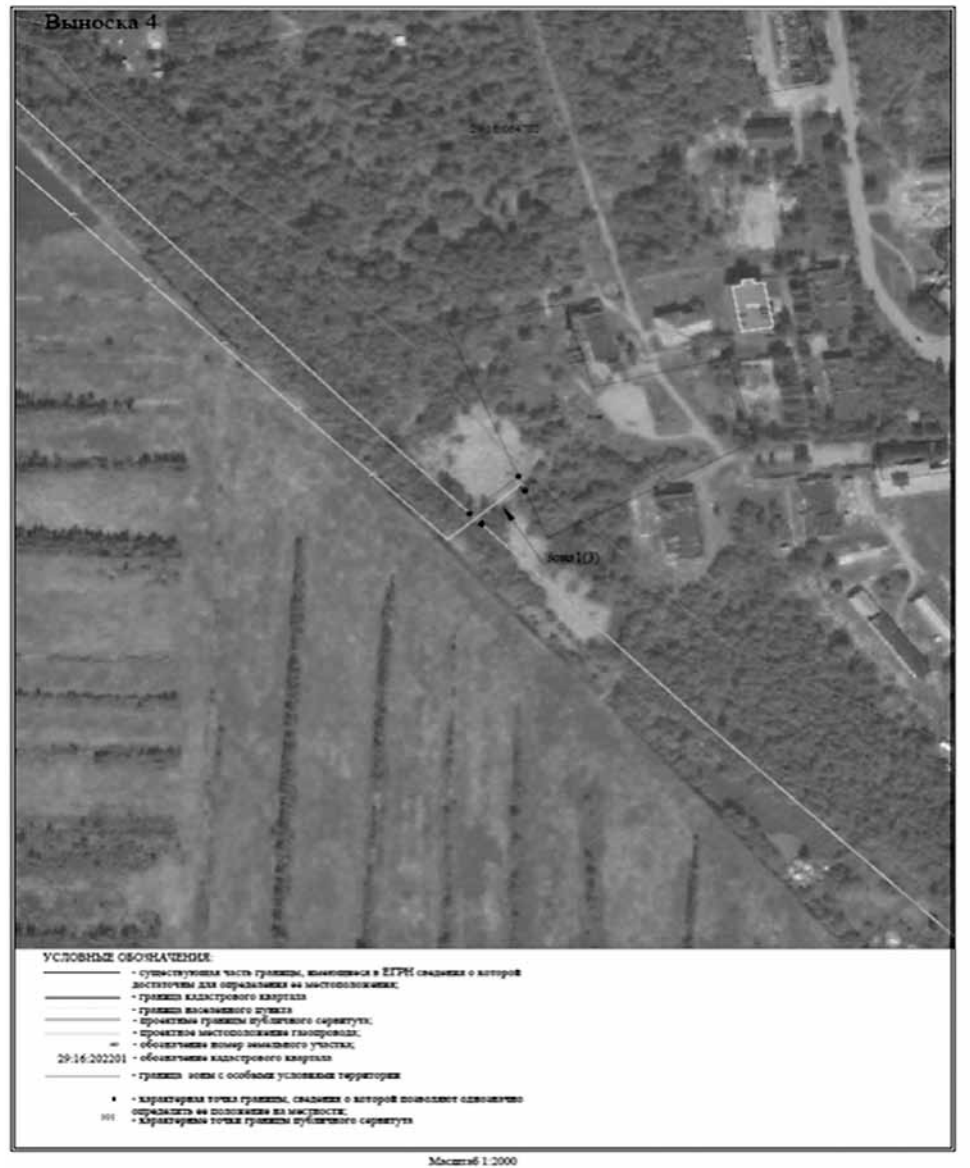 Выноска 4
зона1(3)
УСЛОВНЫЕ ОБОЗНАЧЕНИЯ:
- существующая часть границы, имеющиеся в ЕГРН сведения о которой
достаточны для определения ее местоположения;
- граница кадастрового квартала
- граница населенного пункта
- проектные границы публичного сервитута;
- проектное местоположение газопровода;
- обозначение номер земельного участка;
29:16:202201 - обозначение кадастрового квартала
- граница зоны с особыми условиями территории
- характерная точка границы, сведения о которой позволяют однозначно
определить ее положение на местности;
- характерные точки границы публичного сервитута
Масштаб 1:2000